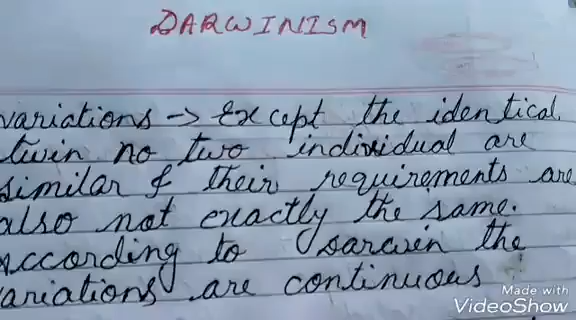 DARWINISM
variations → Except the identical
twin no two individual are
similar & their requirements are
also not exactly the same.
According to Darwin the
variations are continuous
Made with
VideoShow